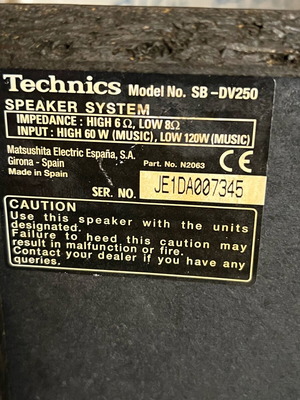 Technics Model No. SB-DV250
SPEAKER SYSTEM
IMPEDANCE: HIGH 6 Ω, LOW 8Ω
INPUT: HIGH 60 W (MUSIC), LOW 120W (MUSIC)
Matsushita Electric España, S.A.
Girona - Spain
Made in Spain
Part. No. N2063
CE
SER. NO. JE1DA007345
CAUTION
Use this speaker with the units
designated.
Failure to heed this caution may
result in malfunction or fire.
Contact your dealer if you have any
queries.